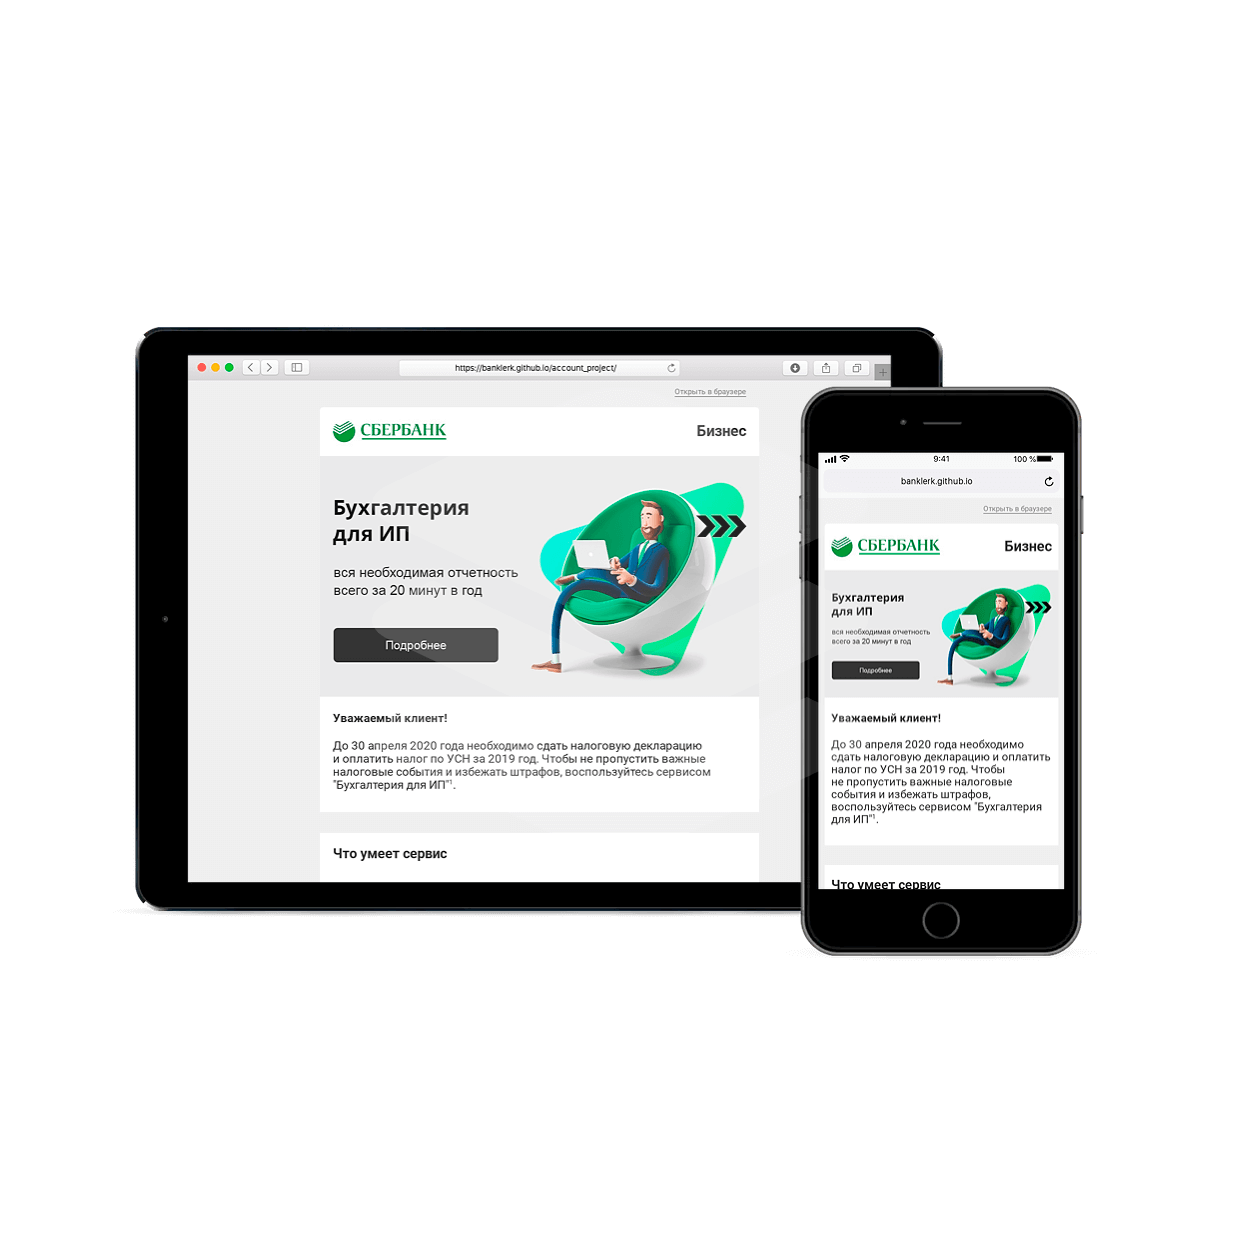 https://banklerk.github.io/account_project/
Открыть в браузере
СБЕРБАНК
Бизнес
Бухгалтерия
для ИП
вся необходимая отчетность
всего за 20 минут в год
Подробнее
Уважаемый клиент!
До 30 апреля 2020 года необходимо сдать налоговую декларацию
и оплатить налог по УСН за 2019 год. Чтобы не пропустить важные
налоговые события и избежать штрафов, воспользуйтесь сервисом
"Бухгалтерия для ИП"¹.
Что умеет сервис
9:41
100 %
banklerk.github.io
Открыть в браузере
СБЕРБАНК
Бизнес
Бухгалтерия
для ИП
вся необходимая отчетность
всего за 20 минут в год
Подробнее
Уважаемый клиент!
До 30 апреля 2020 года необходимо
сдать налоговую декларацию и оплатить
налог по УСН за 2019 год. Чтобы
не пропустить важные налоговые
события и избежать штрафов,
воспользуйтесь сервисом "Бухгалтерия
для ИП"¹.
Что умеет сервис